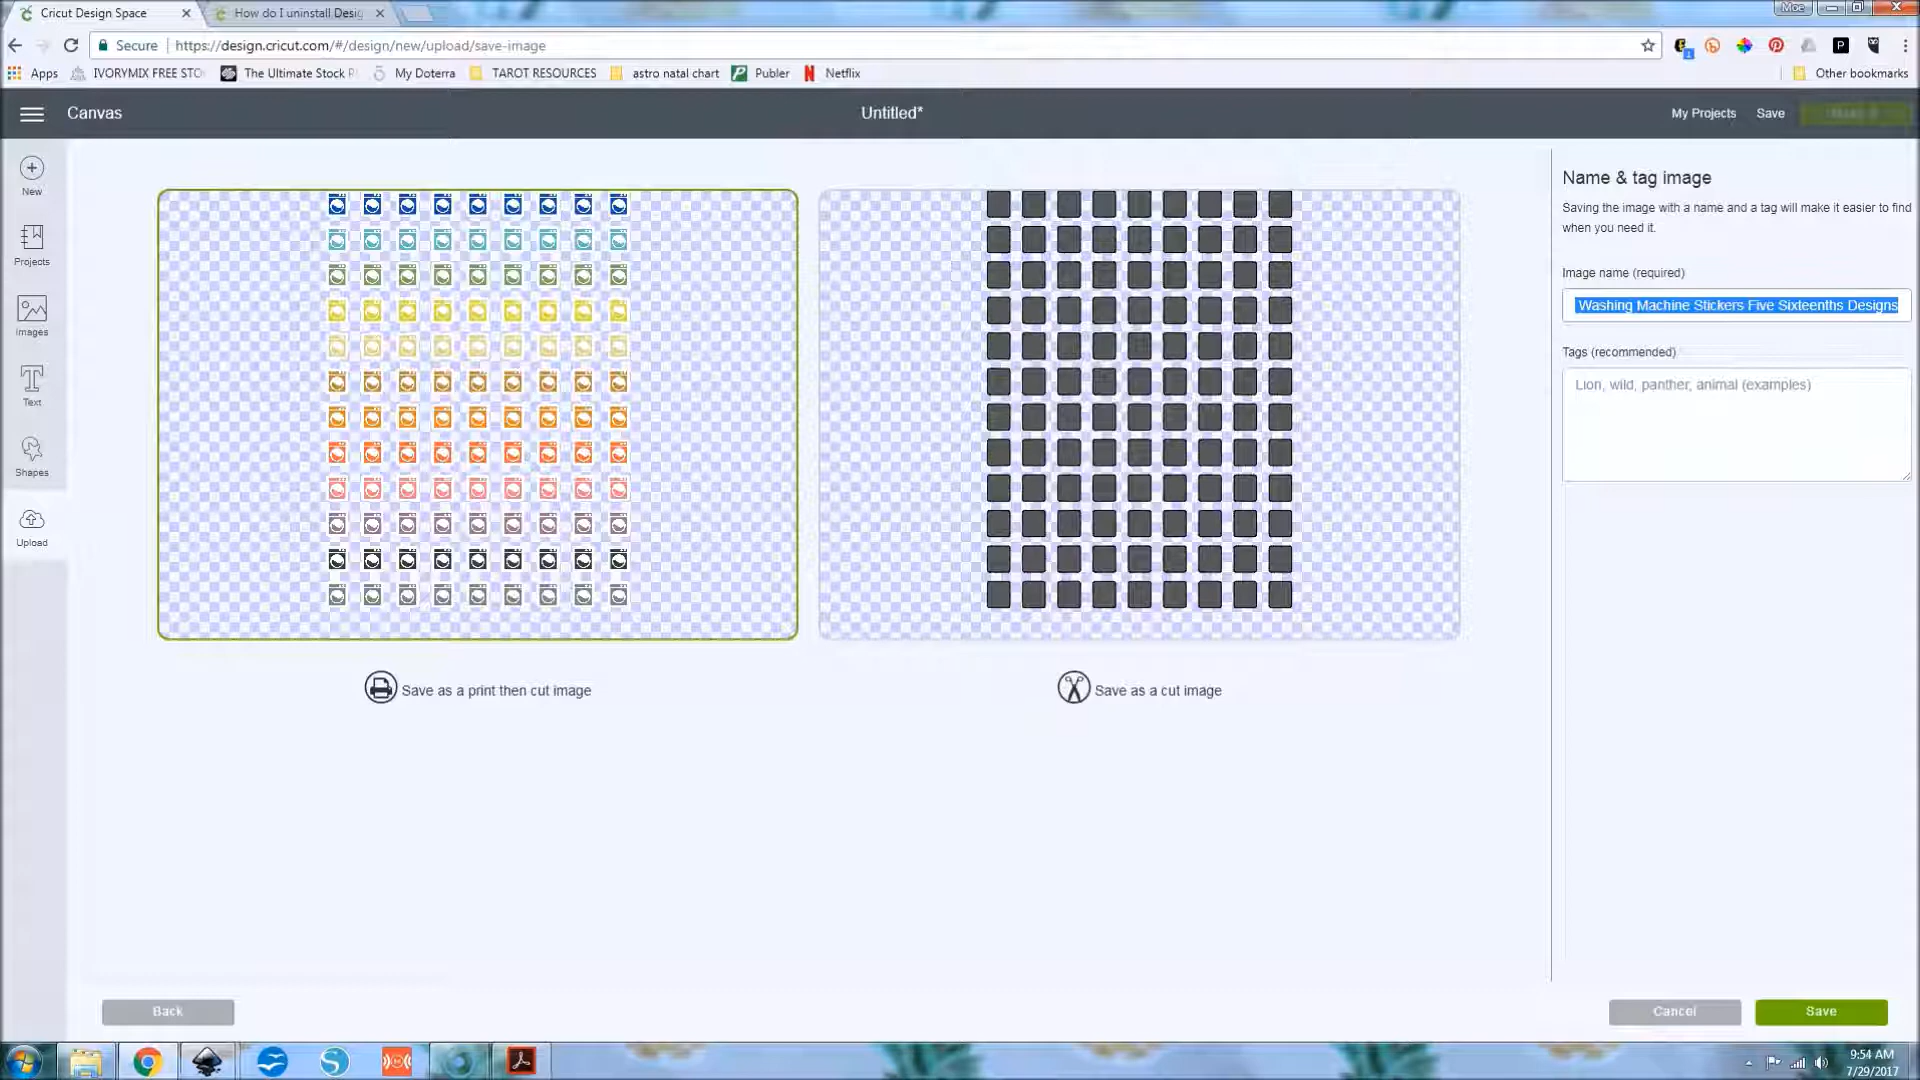 Cricut Design Space
How do I uninstall Desig
Moe
Secure
https://design.cricut.com/#/design/new/upload/save-image
Apps
IVORYMIX FREE STO
The Ultimate Stock P
My Doterra
TAROT RESOURCES
astro natal chart
Publer
Netflix
Other bookmarks
Canvas
Untitled*
My Projects
Save
New
Projects
Images
Text
Shapes
Upload
Name & tag image
Saving the image with a name and a tag will make it easier to find
when you need it.
Image name (required)
Washing Machine Stickers Five Sixteenths Designs
Tags (recommended)
Lion, wild, panther, animal (examples)
Save as a print then cut image
Save as a cut image
Back
Cancel
Save
9:54 AM
7/29/2017